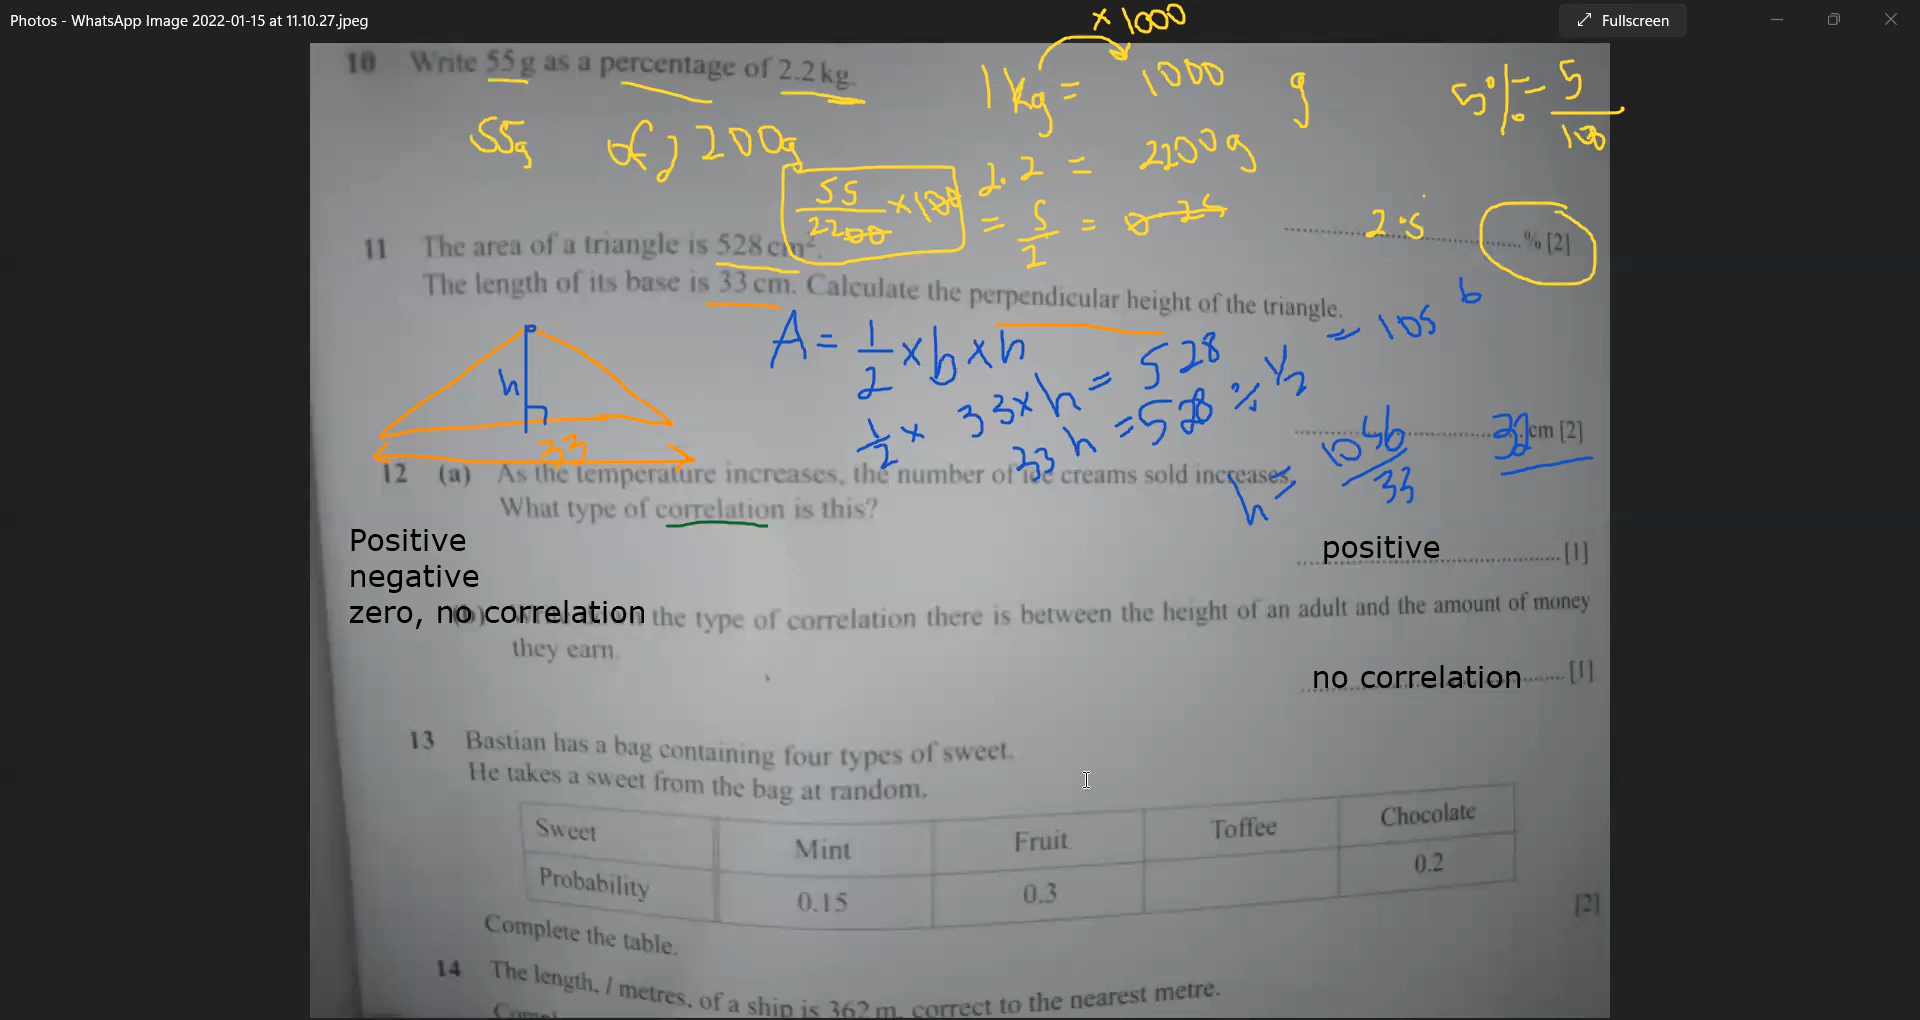 Photos - WhatsApp Image 2022-01-15 at 11.10.27.jpeg
Fullscreen
× 1000
10 Write 55 g as a percentage of 2.2 kg.
1 kg = 1000 g
5% = 5/100
55g of 2200g
2.2 = 2200g
55/2200 × 100 = 5/2 =
2.5 % [2]
11 The area of a triangle is 528 cm².
The length of its base is 33 cm. Calculate the perpendicular height of the triangle.
A = 1/2 × b × h
1/2 × 33 × h = 528
33 h = 528 ÷ 1/2 = 1056
h = 1056/33
32 cm [2]
h
33
12 (a) As the temperature increases, the number of ice creams sold increases.
What type of correlation is this?
Positive
negative
zero, no correlation
positive [1]
(b) the type of correlation there is between the height of an adult and the amount of money
they earn.
no correlation [1]
13 Bastian has a bag containing four types of sweet.
He takes a sweet from the bag at random.
Sweet Mint Fruit Toffee Chocolate
Probability 0.15 0.3 0.2
[2]
Complete the table.
14 The length, l metres, of a ship is 362 m, correct to the nearest metre.